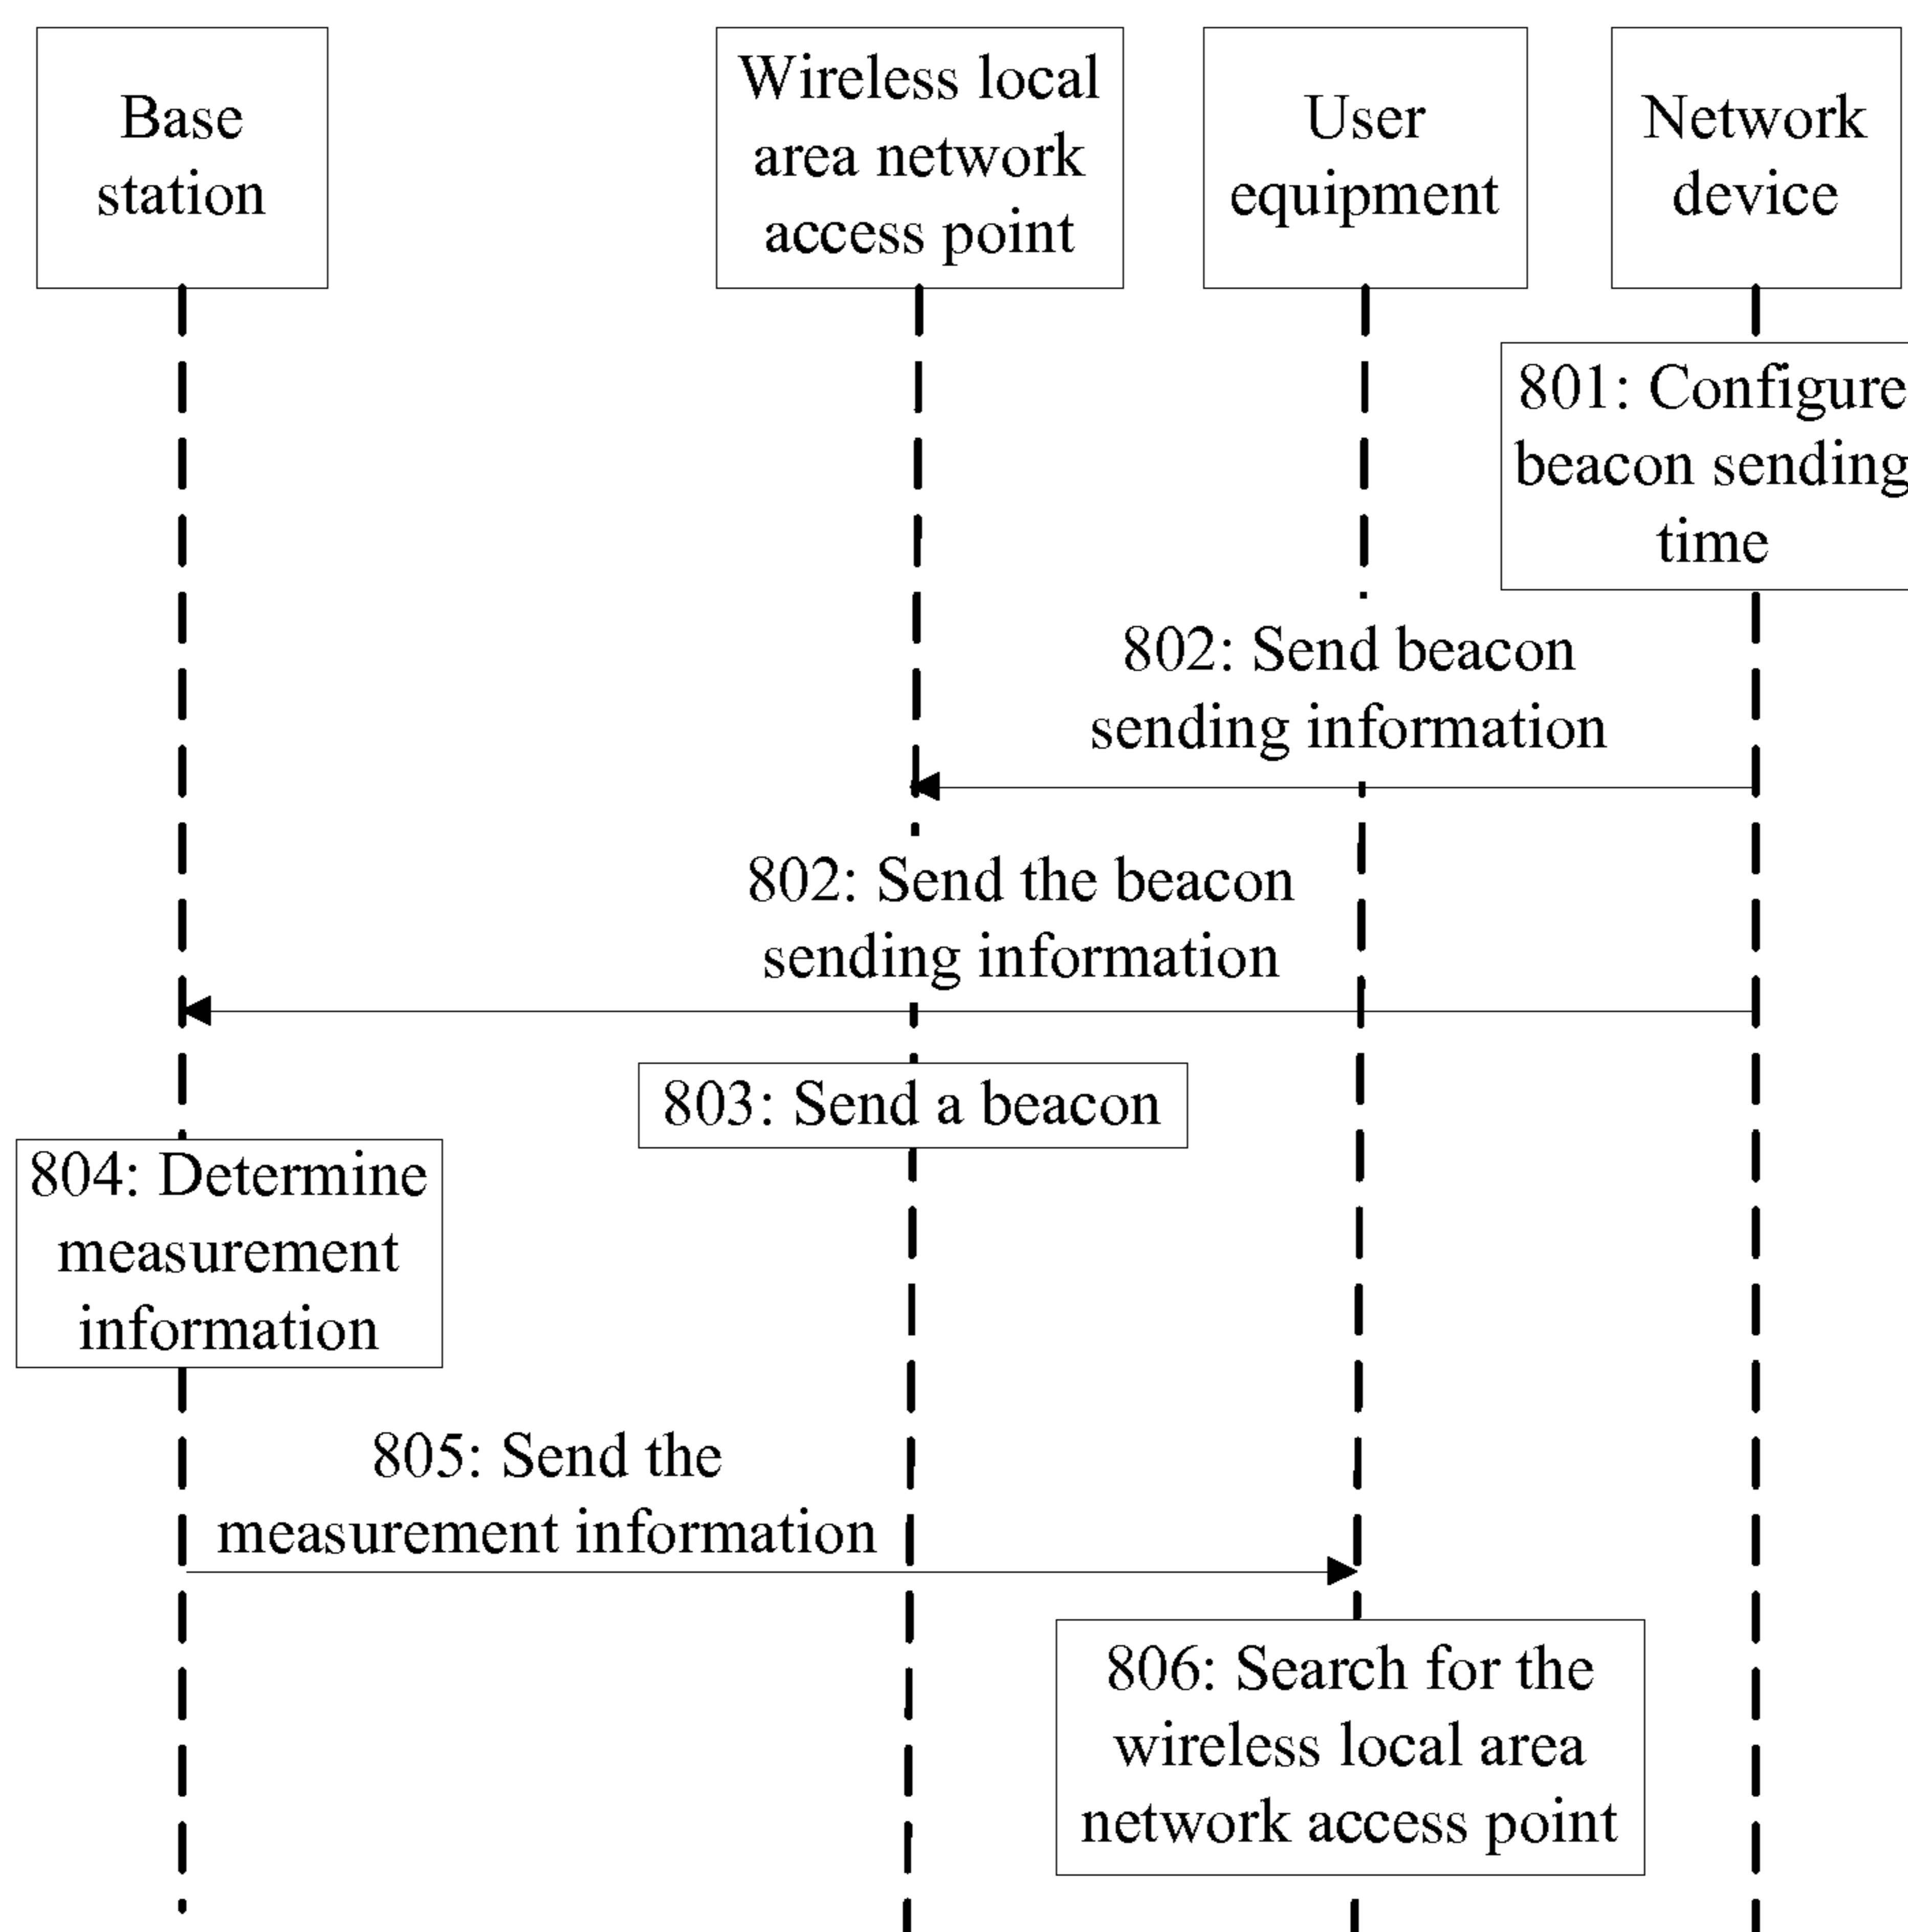 Base
station
Wireless local
area network
access point
User
equipment
Network
device
801: Configure
beacon sending
time
802: Send beacon
sending information
802: Send the beacon
sending information
803: Send a beacon
804: Determine
measurement
information
805: Send the
measurement information
806: Search for the
wireless local area
network access point